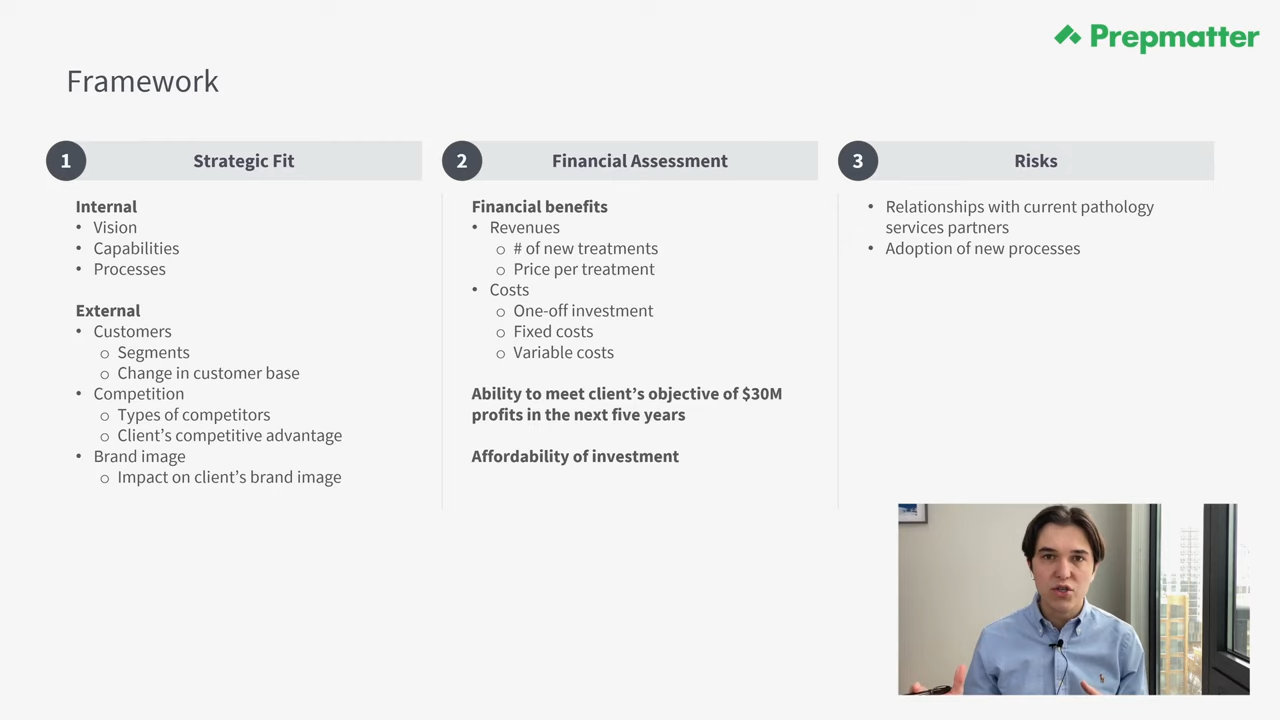 Prepmatter
Framework
1 Strategic Fit
Internal
• Vision
• Capabilities
• Processes
External
• Customers
o Segments
o Change in customer base
• Competition
o Types of competitors
o Client's competitive advantage
• Brand image
o Impact on client's brand image
2 Financial Assessment
Financial benefits
• Revenues
o # of new treatments
o Price per treatment
• Costs
o One-off investment
o Fixed costs
o Variable costs
Ability to meet client's objective of $30M
profits in the next five years
Affordability of investment
3 Risks
• Relationships with current pathology
services partners
• Adoption of new processes